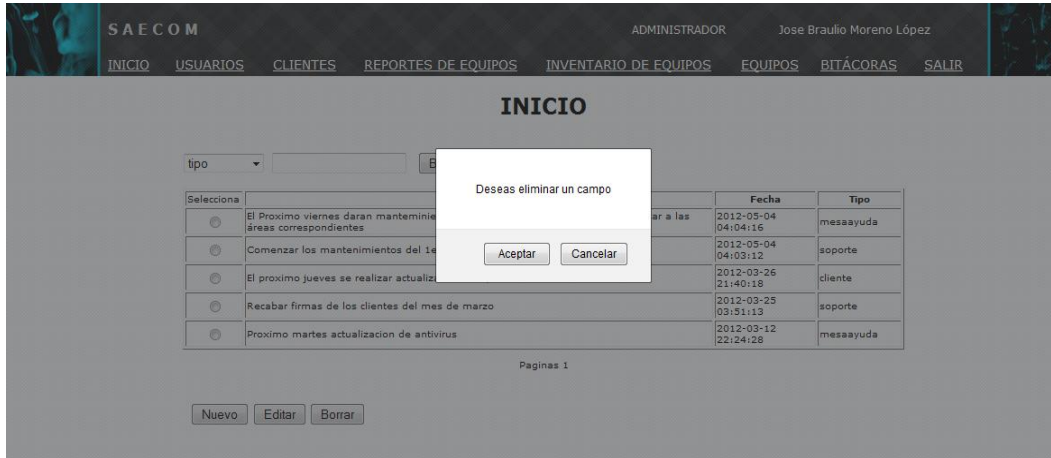 SAECOM
ADMINISTRADOR Jose Braulio Moreno López
INICIO USUARIOS CLIENTES REPORTES DE EQUIPOS INVENTARIO DE EQUIPOS EQUIPOS BITÁCORAS SALIR
INICIO
tipo
Deseas eliminar un campo
Aceptar Cancelar
Selecciona Fecha Tipo
El Proximo viernes daran ar a las 2012-05-04
áreas correspondientes 04:04:16 mesaayuda
Comenzar los mantenimientos del 2012-05-04
04:03:12 soporte
El proximo jueves se realizar 2012-03-26
21:40:18 cliente
Recabar firmas de los clientes del mes de marzo 2012-03-25
03:51:13 soporte
Proximo martes actualizacion de antivirus 2012-03-12
22:24:28 mesaayuda
Paginas 1
Nuevo Editar Borrar